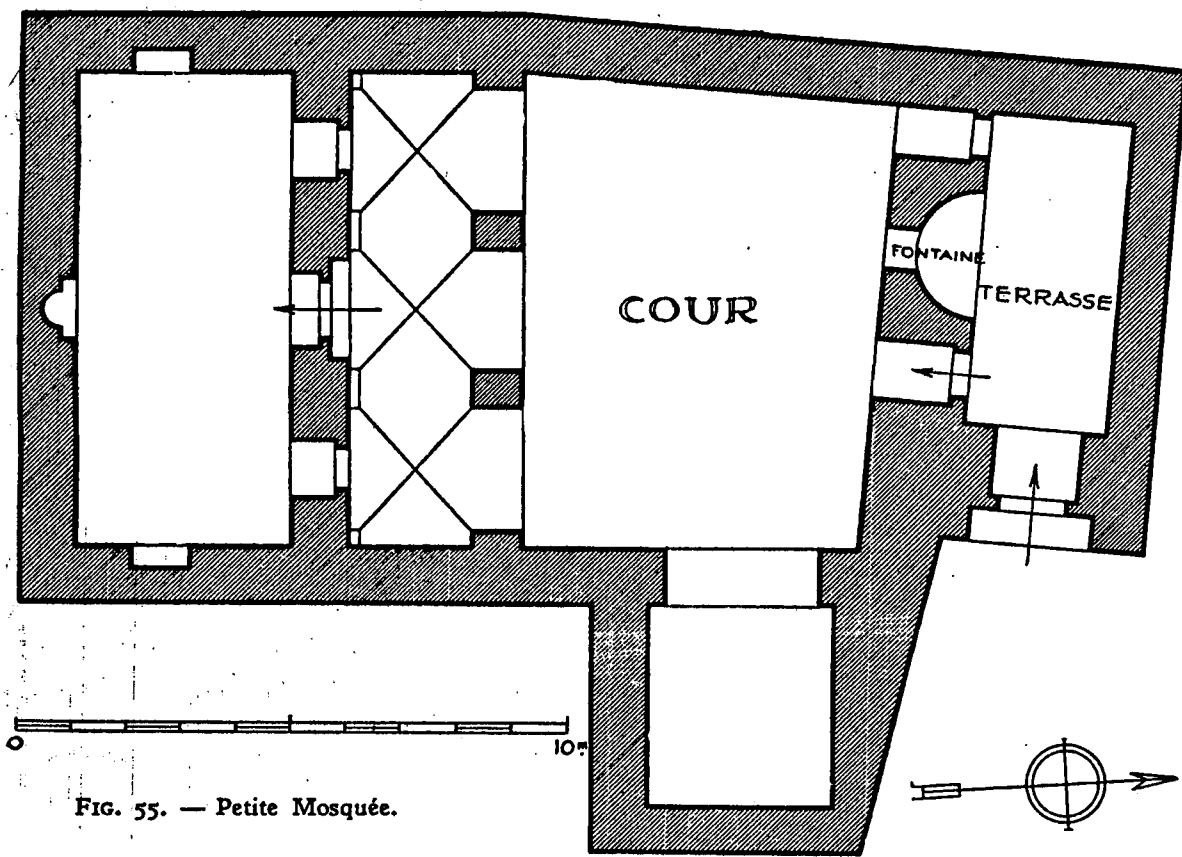 COUR
FONTAINE
TERRASSE
0 10m.
FIG. 55. — Petite Mosquée.